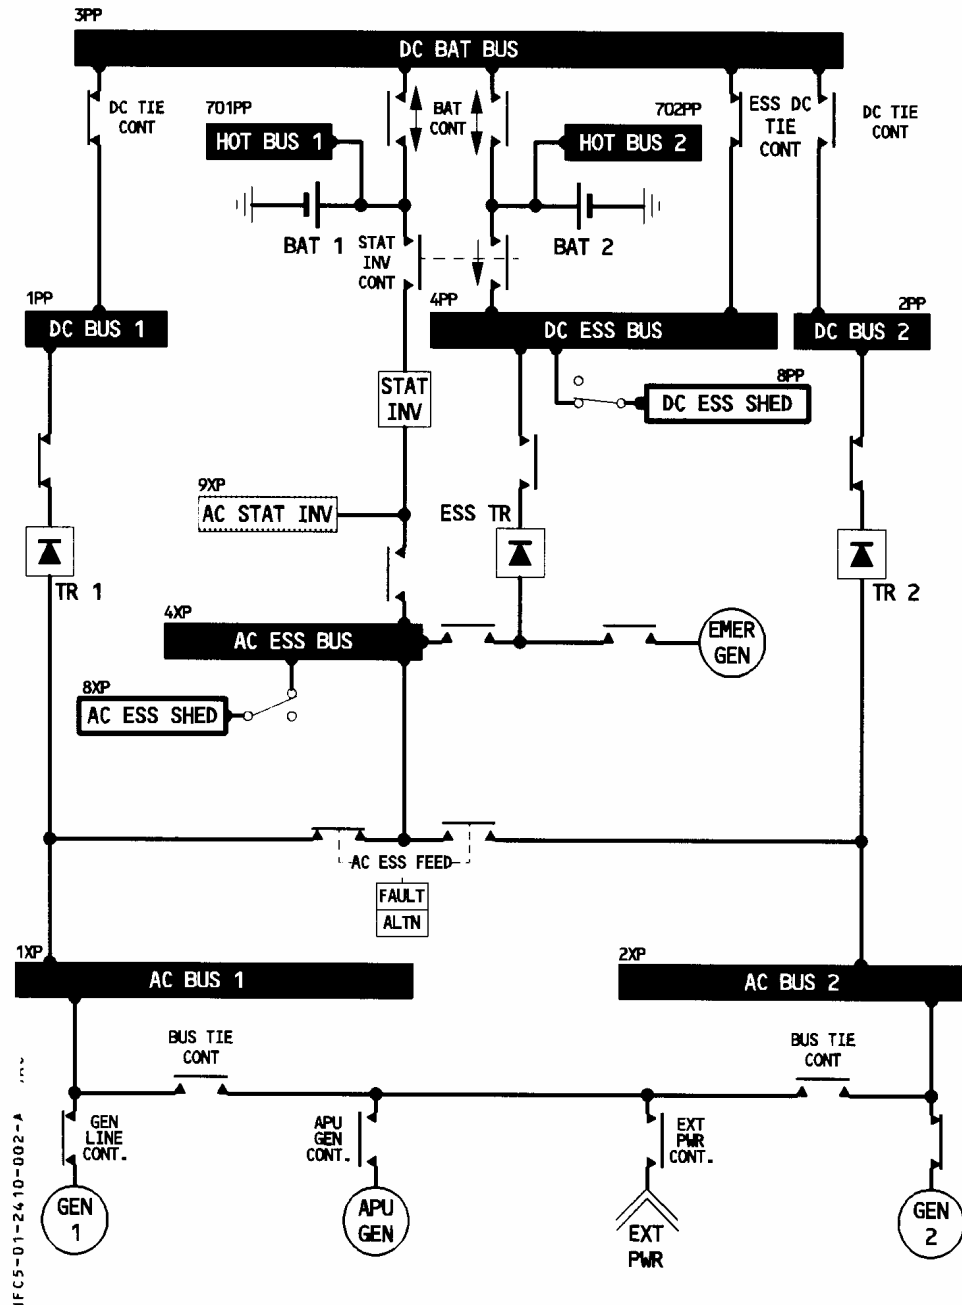 3PP
DC BAT BUS
DC TIE
CONT
701PP
HOT BUS 1
BAT
CONT
702PP
HOT BUS 2
ESS DC
TIE
CONT
DC TIE
CONT
BAT 1
STAT
INV
CONT
BAT 2
1PP
DC BUS 1
4PP
DC ESS BUS
2PP
DC BUS 2
STAT
INV
8PP
DC ESS SHED
9XP
AC STAT INV
ESS TR
TR 1
TR 2
4XP
AC ESS BUS
EMER
GEN
8XP
AC ESS SHED
AC ESS FEED
FAULT
ALTN
1XP
AC BUS 1
2XP
AC BUS 2
BUS TIE
CONT
BUS TIE
CONT
GEN
LINE
CONT.
APU
GEN
CONT.
EXT
PWR
CONT.
GEN
1
APU
GEN
EXT
PWR
GEN
2
IFC5-01-2410-002-A